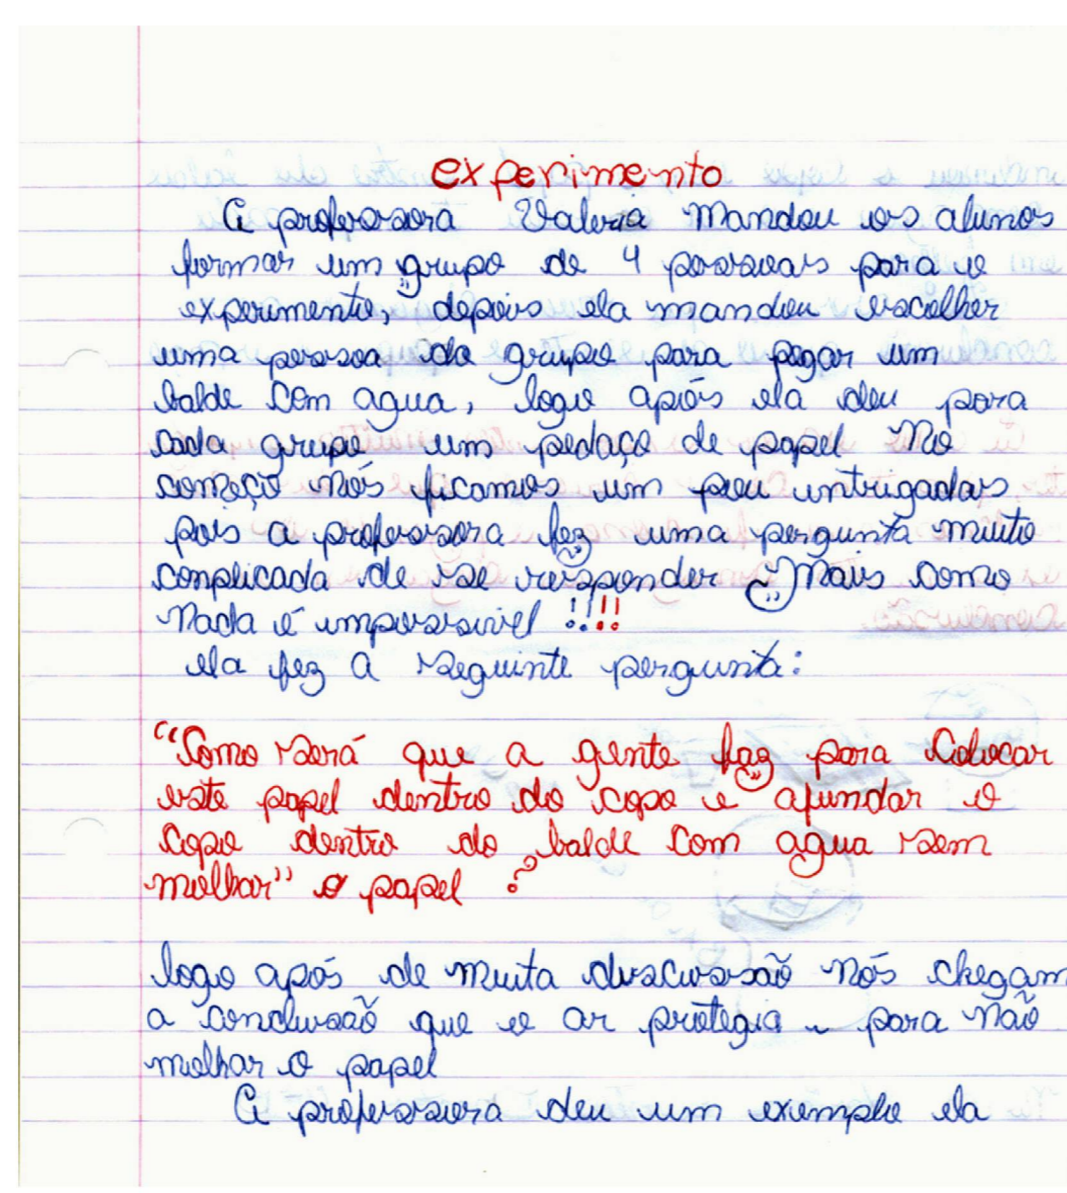 experimento
A professora Valeria Mandou os alunos
formar um grupo de 4 pessoas para o
experimento, depois ela mandou escolher
uma pessoa do grupo para pegar um
balde Com agua, logo após ela deu para
cada grupo um pedaço de papel No
começo Nós ficamos um pou intrigadas
pois a professora fez uma pergunta muito
conplicada de se responder ~ Mais como
Nada é impossivel !!!!
ela fez a seguinte pergunta:
"Como será que a gente faz para Colocar
este papel dentro do copo e afundar o
copo dentro do balde Com agua sem
molhar" o papel ?
logo após de Muita discussão Nós chegam
a conclusão que o ar protegia ~ para Não
molhar o papel
A professora deu um exemplo ela